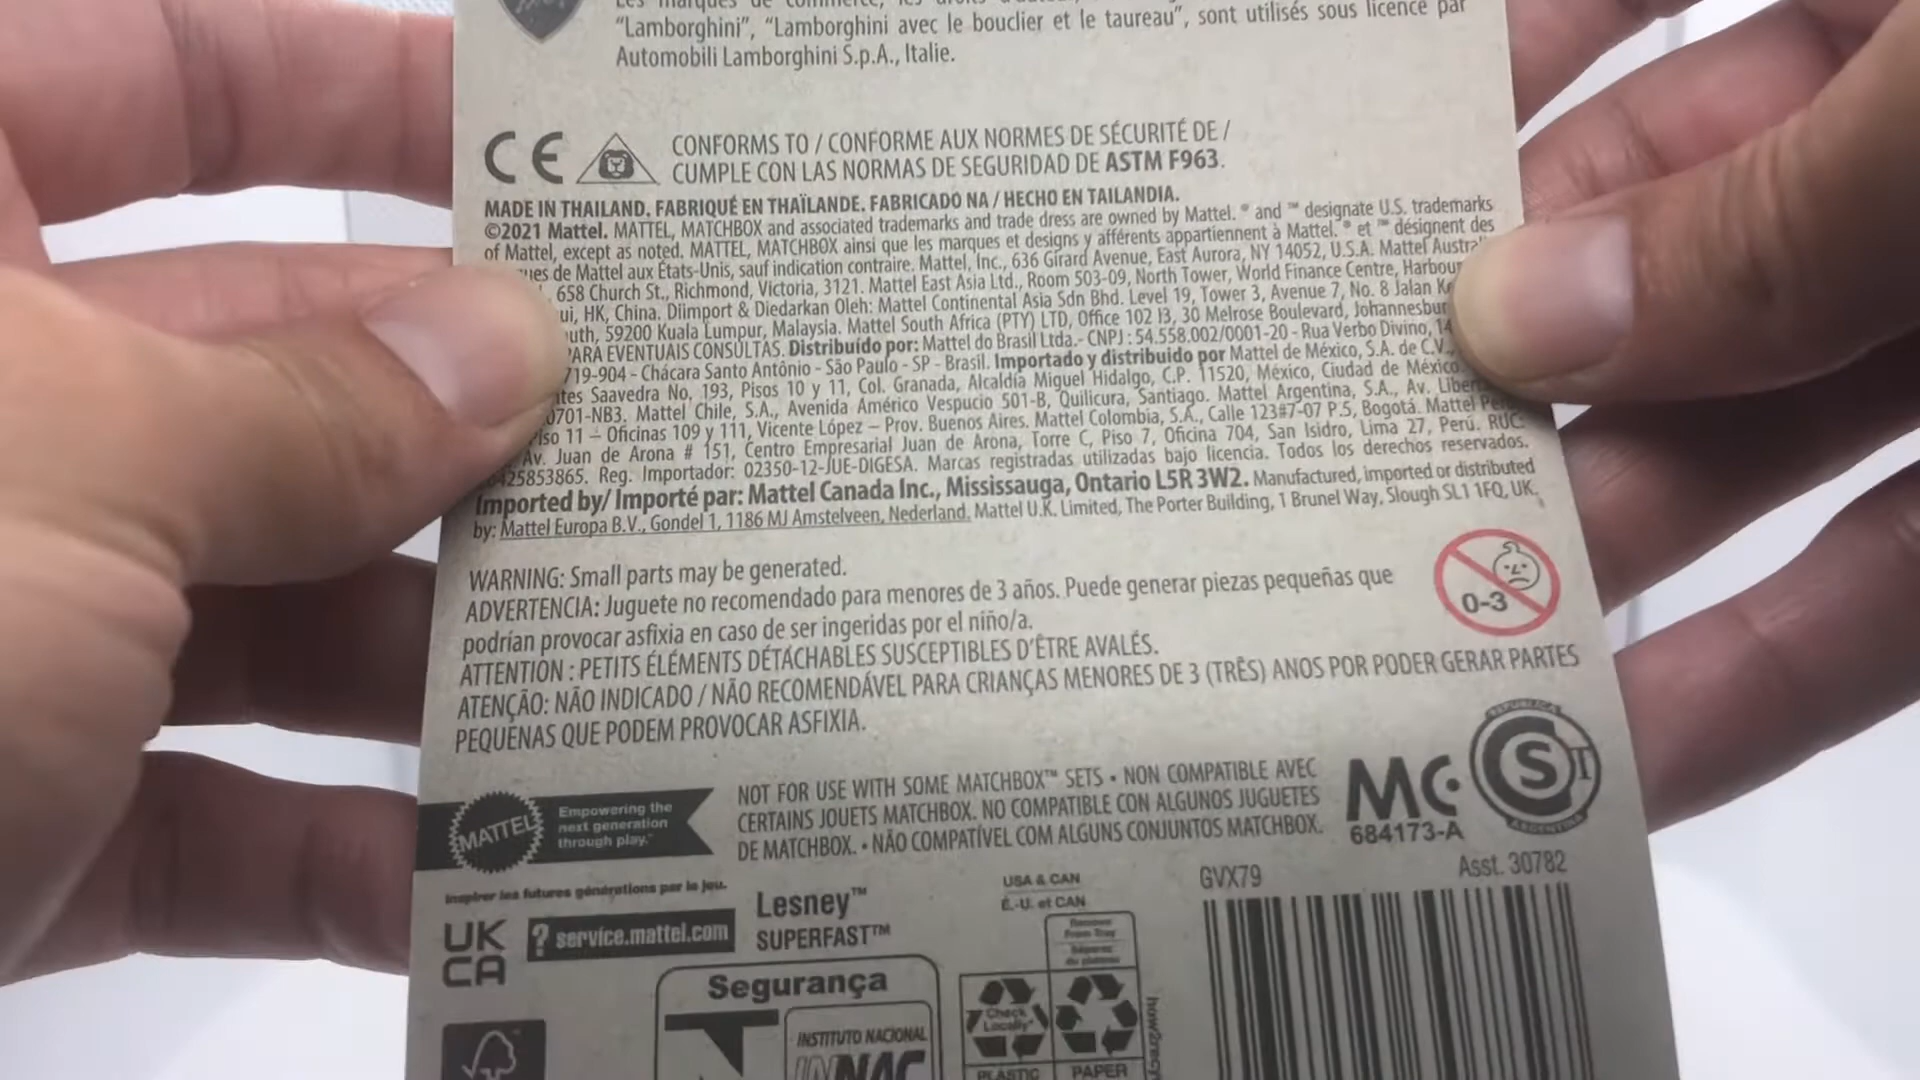 Les marques de commerce, les droits
"Lamborghini", "Lamborghini avec le bouclier et le taureau", sont utilisés sous licence par
Automobili Lamborghini S.p.A., Italie.
CE
CONFORMS TO / CONFORME AUX NORMES DE SÉCURITÉ DE /
CUMPLE CON LAS NORMAS DE SEGURIDAD DE ASTM F963.
MADE IN THAILAND. FABRIQUÉ EN THAÏLANDE. FABRICADO NA / HECHO EN TAILANDIA.
©2021 Mattel. MATTEL, MATCHBOX and associated trademarks and trade dress are owned by Mattel. ® and ™ designate U.S. trademarks
of Mattel, except as noted. MATTEL, MATCHBOX ainsi que les marques et designs y afférents appartiennent à Mattel. ® et ™ désignent des
de Mattel aux États-Unis, sauf indication contraire. Mattel, Inc., 636 Girard Avenue, East Aurora, NY 14052, U.S.A. Mattel
658 Church St., Richmond, Victoria, 3121. Mattel East Asia Ltd., Room 503-09, North Tower, World Finance Centre,
ui, HK, China. Diimport & Diedarkan Oleh: Mattel Continental Asia Sdn Bhd. Level 19, Tower 3, Avenue 7, No. 8 Jalan
uth, 59200 Kuala Lumpur, Malaysia. Mattel South Africa (PTY) LTD, Office 102 I3, 30 Melrose Boulevard,
PARA EVENTUAIS CONSULTAS. Distribuído por: Mattel do Brasil Ltda.- CNPJ : 54.558.002/0001-20 - Rua Verbo Divino,
719-904 - Chácara Santo Antônio - São Paulo - SP - Brasil. Importado y distribuido por Mattel de México, S.A. de C.V.,
tes Saavedra No. 193, Pisos 10 y 11, Col. Granada, Alcaldía Miguel Hidalgo, C.P. 11520, México, Ciudad de México.
0701-NB3. Mattel Chile, S.A., Avenida Américo Vespucio 501-B, Quilicura, Santiago. Mattel Argentina, S.A., Av.
Piso 11 – Oficinas 109 y 111, Vicente López – Prov. Buenos Aires. Mattel Colombia, S.A., Calle 123#7-07 P.5, Bogotá. Mattel
Av. Juan de Arona # 151, Centro Empresarial Juan de Arona, Torre C, Piso 7, Oficina 704, San Isidro, Lima 27, Perú. RUC:
425853865. Reg. Importador: 02350-12-JUE-DIGESA. Marcas registradas utilizadas bajo licencia. Todos los derechos reservados.
Imported by/ Importé par: Mattel Canada Inc., Mississauga, Ontario L5R 3W2. Manufactured, imported or distributed
by: Mattel Europa B.V., Gondel 1, 1186 MJ Amstelveen, Nederland. Mattel U.K. Limited, The Porter Building, 1 Brunel Way, Slough SL1 1FQ, UK.
WARNING: Small parts may be generated.
ADVERTENCIA: Juguete no recomendado para menores de 3 años. Puede generar piezas pequeñas que
podrían provocar asfixia en caso de ser ingeridas por el niño/a.
0-3
ATTENTION : PETITS ÉLÉMENTS DÉTACHABLES SUSCEPTIBLES D'ÊTRE AVALÉS.
ATENÇÃO: NÃO INDICADO / NÃO RECOMENDÁVEL PARA CRIANÇAS MENORES DE 3 (TRÊS) ANOS POR PODER GERAR PARTES
PEQUENAS QUE PODEM PROVOCAR ASFIXIA.
MATTEL
Empowering the
next generation
through play.™
NOT FOR USE WITH SOME MATCHBOX™ SETS • NON COMPATIBLE AVEC
CERTAINS JOUETS MATCHBOX. NO COMPATIBLE CON ALGUNOS JUGUETES
DE MATCHBOX. • NÃO COMPATÍVEL COM ALGUNS CONJUNTOS MATCHBOX.
MC
684173-A
REPUBLICA
S
ARGENTINA
Inspirer les futures générations par le jeu.
UK
CA
? service.mattel.com
Lesney™
SUPERFAST™
USA & CAN
É.-U. et CAN
GVX79
Asst. 30782
Segurança
INSTITUTO NACIONAL
Check
Locally*
PLASTIC
PAPER